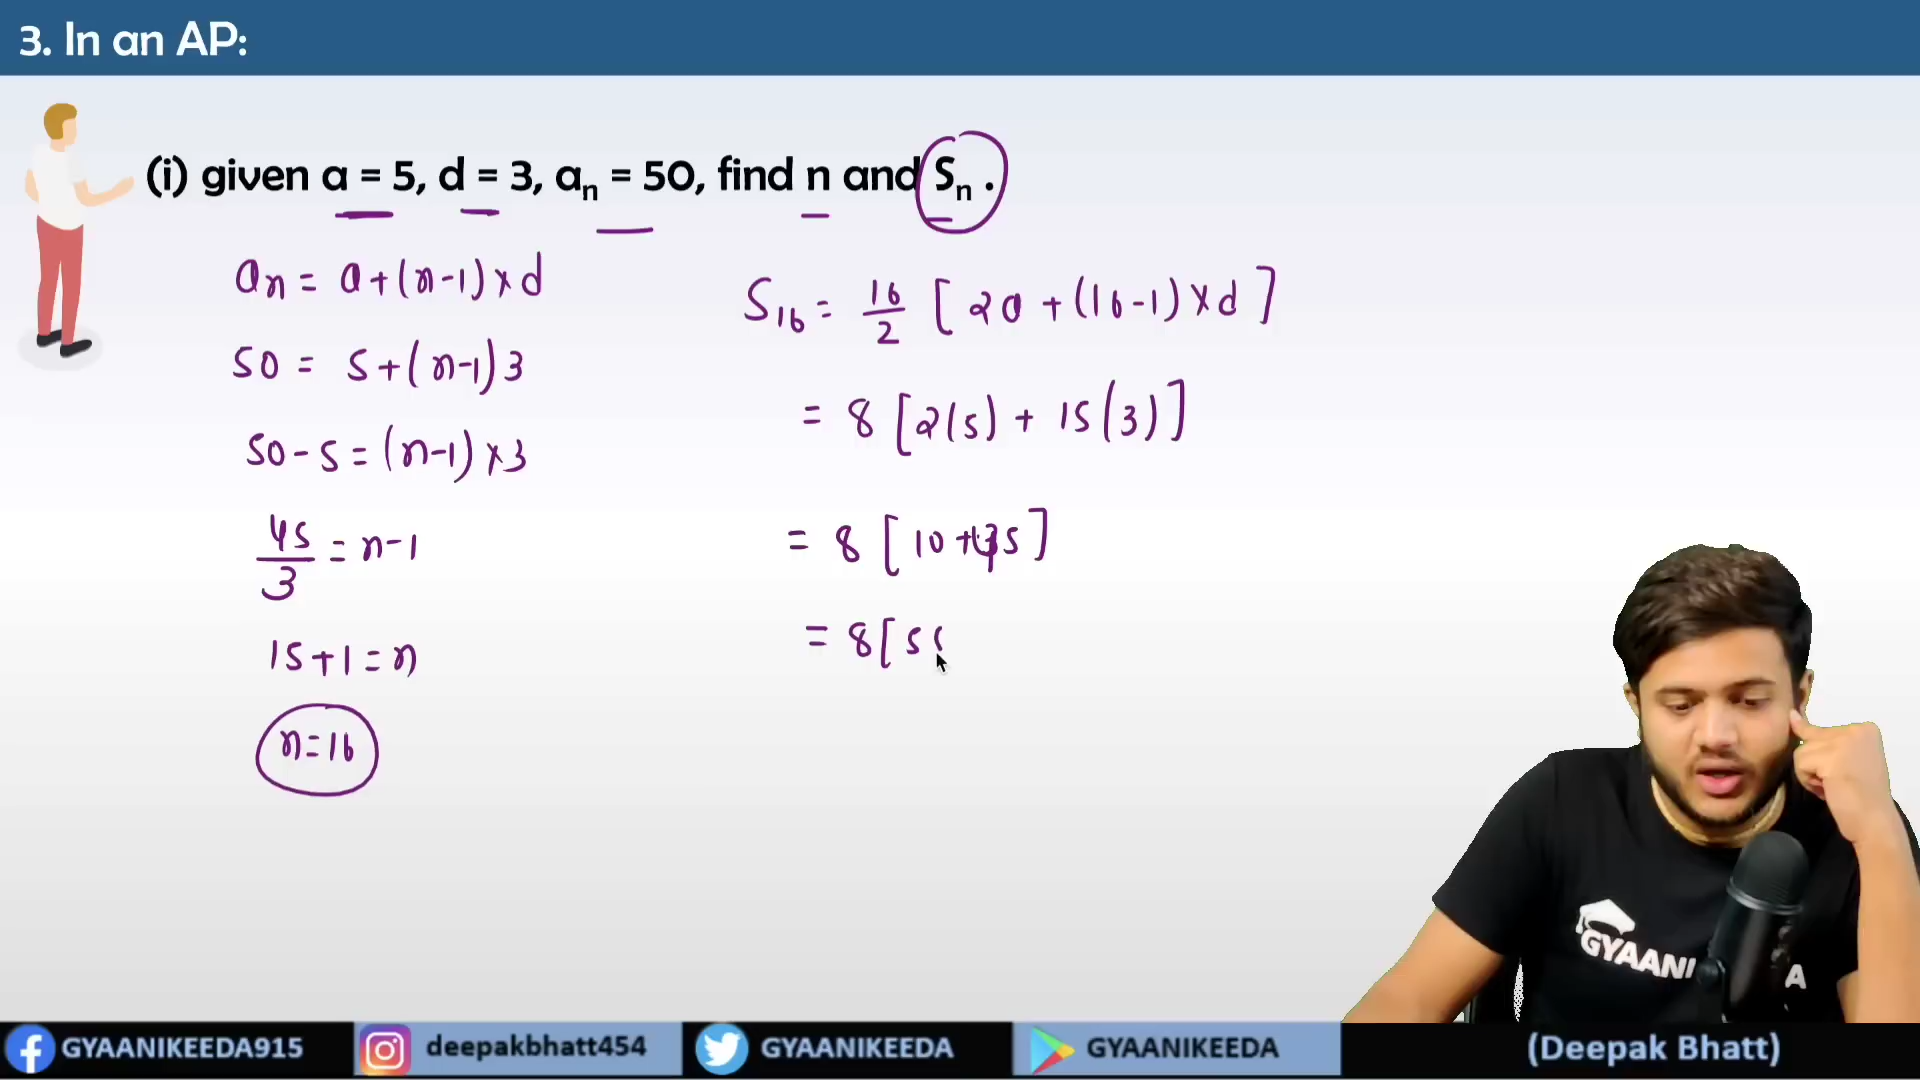 3. In an AP:
(i) given a = 5, d = 3, aₙ = 50, find n and Sₙ .
aₙ = a+(n-1)×d
50 = 5+(n-1)3
50-5=(n-1)×3
45/3 = n-1
15+1=n
n=16
S₁₆ = 16/2 [2a+(16-1)×d]
= 8[2(5)+15(3)]
= 8[10+45]
= 8[5
GYAANI
A
GYAANIKEEDA915
deepakbhatt454
GYAANIKEEDA
GYAANIKEEDA
(Deepak Bhatt)